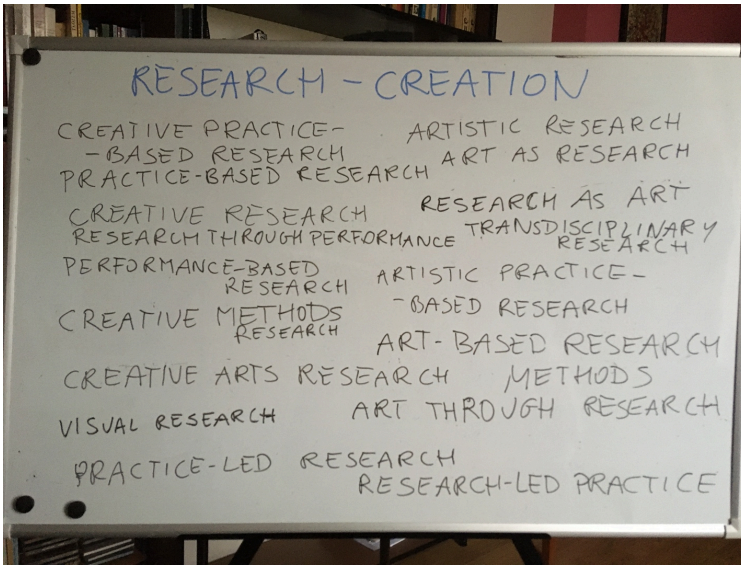 RESEARCH – CREATION
CREATIVE PRACTICE-
-BASED RESEARCH
PRACTICE-BASED RESEARCH
ARTISTIC RESEARCH
ART AS RESEARCH
CREATIVE RESEARCH
RESEARCH AS ART
RESEARCH THROUGH PERFORMANCE
TRANSDISCIPLINARY
RESEARCH
PERFORMANCE-BASED
RESEARCH
ARTISTIC PRACTICE-
-BASED RESEARCH
CREATIVE METHODS
RESEARCH
ART-BASED RESEARCH
CREATIVE ARTS RESEARCH METHODS
VISUAL RESEARCH
ART THROUGH RESEARCH
PRACTICE-LED RESEARCH
RESEARCH-LED PRACTICE